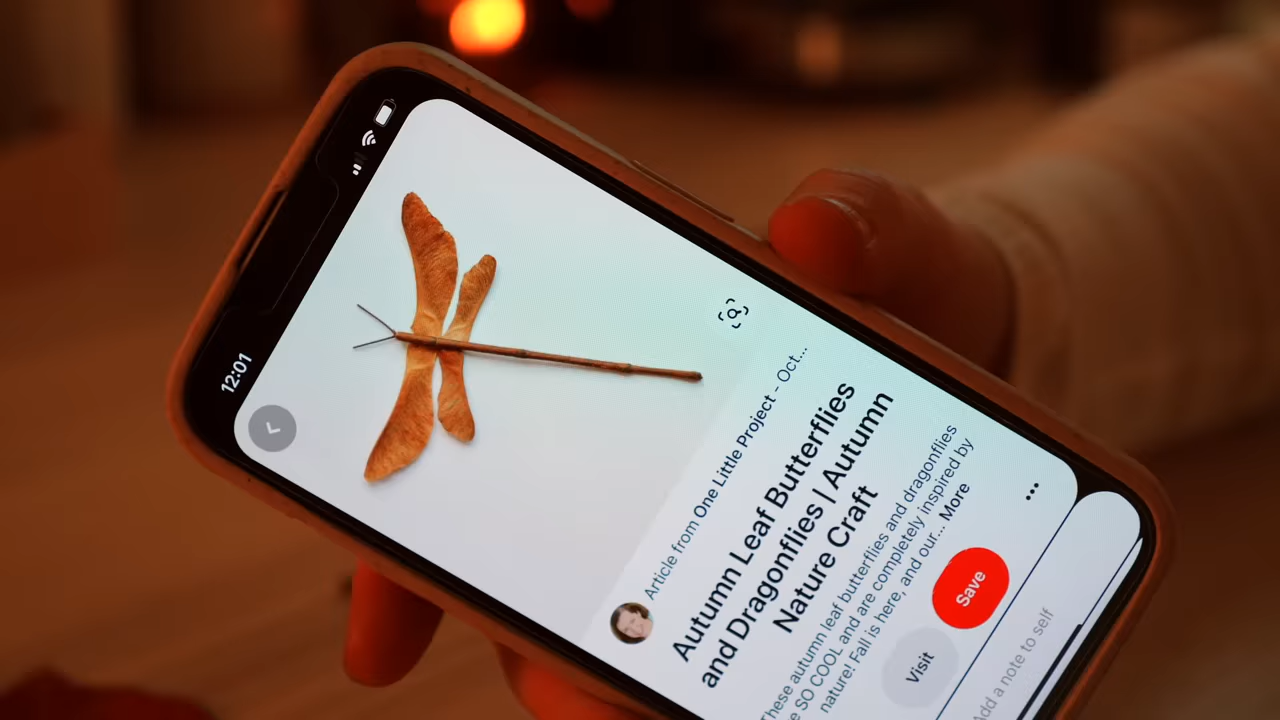 12:01
Article from One Little Project - Oct...
Autumn Leaf Butterflies
and Dragonflies | Autumn
Nature Craft
These autumn leaf butterflies and dragonflies
SO COOL and are completely inspired by
nature! Fall is here, and our... More
Visit
Save
Add a note to self